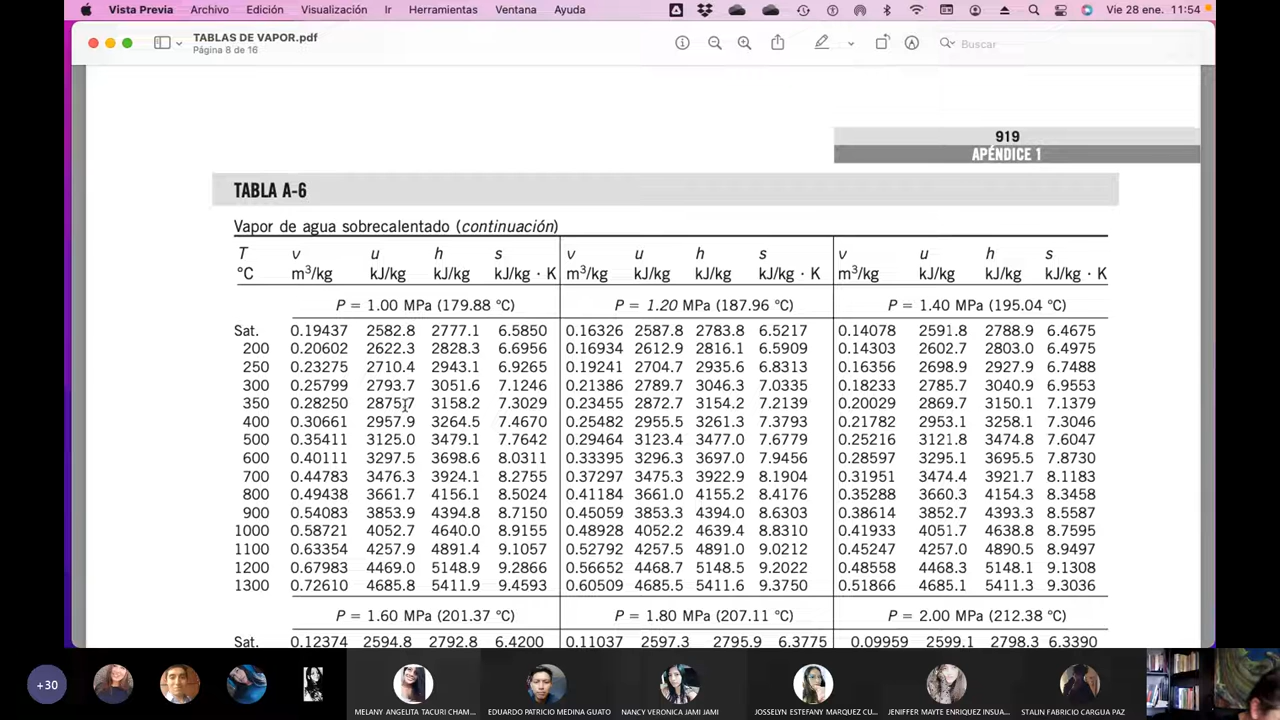 Vista Previa Archivo Edición Visualización Ir Herramientas Ventana Ayuda Vie 28 ene. 11:54
TABLAS DE VAPOR.pdf
Página 8 de 16
Buscar
919
APÉNDICE 1
TABLA A-6
Vapor de agua sobrecalentado (continuación)
T v u h s v u h s v u h s
°C m³/kg kJ/kg kJ/kg kJ/kg · K m³/kg kJ/kg kJ/kg kJ/kg · K m³/kg kJ/kg kJ/kg kJ/kg · K
P = 1.00 MPa (179.88 °C) P = 1.20 MPa (187.96 °C) P = 1.40 MPa (195.04 °C)
Sat. 0.19437 2582.8 2777.1 6.5850 0.16326 2587.8 2783.8 6.5217 0.14078 2591.8 2788.9 6.4675
200 0.20602 2622.3 2828.3 6.6956 0.16934 2612.9 2816.1 6.5909 0.14303 2602.7 2803.0 6.4975
250 0.23275 2710.4 2943.1 6.9265 0.19241 2704.7 2935.6 6.8313 0.16356 2698.9 2927.9 6.7488
300 0.25799 2793.7 3051.6 7.1246 0.21386 2789.7 3046.3 7.0335 0.18233 2785.7 3040.9 6.9553
350 0.28250 2875.7 3158.2 7.3029 0.23455 2872.7 3154.2 7.2139 0.20029 2869.7 3150.1 7.1379
400 0.30661 2957.9 3264.5 7.4670 0.25482 2955.5 3261.3 7.3793 0.21782 2953.1 3258.1 7.3046
500 0.35411 3125.0 3479.1 7.7642 0.29464 3123.4 3477.0 7.6779 0.25216 3121.8 3474.8 7.6047
600 0.40111 3297.5 3698.6 8.0311 0.33395 3296.3 3697.0 7.9456 0.28597 3295.1 3695.5 7.8730
700 0.44783 3476.3 3924.1 8.2755 0.37297 3475.3 3922.9 8.1904 0.31951 3474.4 3921.7 8.1183
800 0.49438 3661.7 4156.1 8.5024 0.41184 3661.0 4155.2 8.4176 0.35288 3660.3 4154.3 8.3458
900 0.54083 3853.9 4394.8 8.7150 0.45059 3853.3 4394.0 8.6303 0.38614 3852.7 4393.3 8.5587
1000 0.58721 4052.7 4640.0 8.9155 0.48928 4052.2 4639.4 8.8310 0.41933 4051.7 4638.8 8.7595
1100 0.63354 4257.9 4891.4 9.1057 0.52792 4257.5 4891.0 9.0212 0.45247 4257.0 4890.5 8.9497
1200 0.67983 4469.0 5148.9 9.2866 0.56652 4468.7 5148.5 9.2022 0.48558 4468.3 5148.1 9.1308
1300 0.72610 4685.8 5411.9 9.4593 0.60509 4685.5 5411.6 9.3750 0.51866 4685.1 5411.3 9.3036
P = 1.60 MPa (201.37 °C) P = 1.80 MPa (207.11 °C) P = 2.00 MPa (212.38 °C)
Sat. 0.12374 2594.8 2792.8 6.4200 0.11037 2597.3 2795.9 6.3775 0.09959 2599.1 2798.3 6.3390
+30
MELANY ANGELITA TACURI CHAM... EDUARDO PATRICIO MEDINA GUATO NANCY VERONICA JAMI JAMI JOSSELYN ESTEFANY MARQUEZ CU... JENIFFER MAYTE ENRIQUEZ INSUA... STALIN FABRICIO CARGUA PAZ